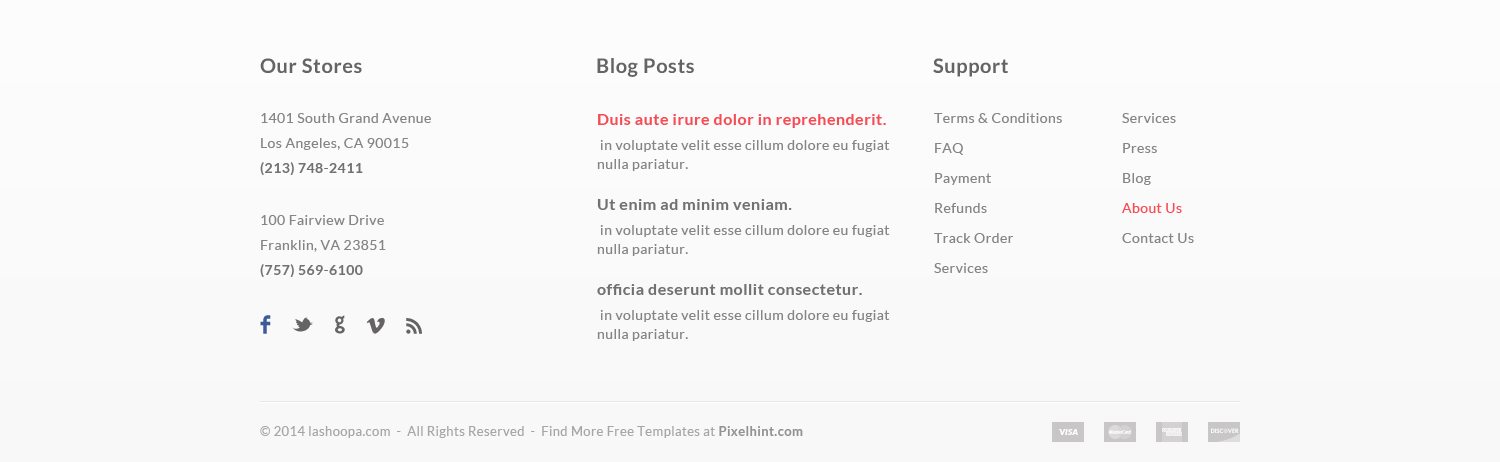 Our Stores
1401 South Grand Avenue
Los Angeles, CA 90015
(213) 748-2411
100 Fairview Drive
Franklin, VA 23851
(757) 569-6100
Blog Posts
Duis aute irure dolor in reprehenderit.
in voluptate velit esse cillum dolore eu fugiat
nulla pariatur.
Ut enim ad minim veniam.
in voluptate velit esse cillum dolore eu fugiat
nulla pariatur.
officia deserunt mollit consectetur.
in voluptate velit esse cillum dolore eu fugiat
nulla pariatur.
Support
Terms & Conditions
FAQ
Payment
Refunds
Track Order
Services
Services
Press
Blog
About Us
Contact Us
© 2014 lashoopa.com - All Rights Reserved - Find More Free Templates at Pixelhint.com
VISA
MasterCard
DISCOVER